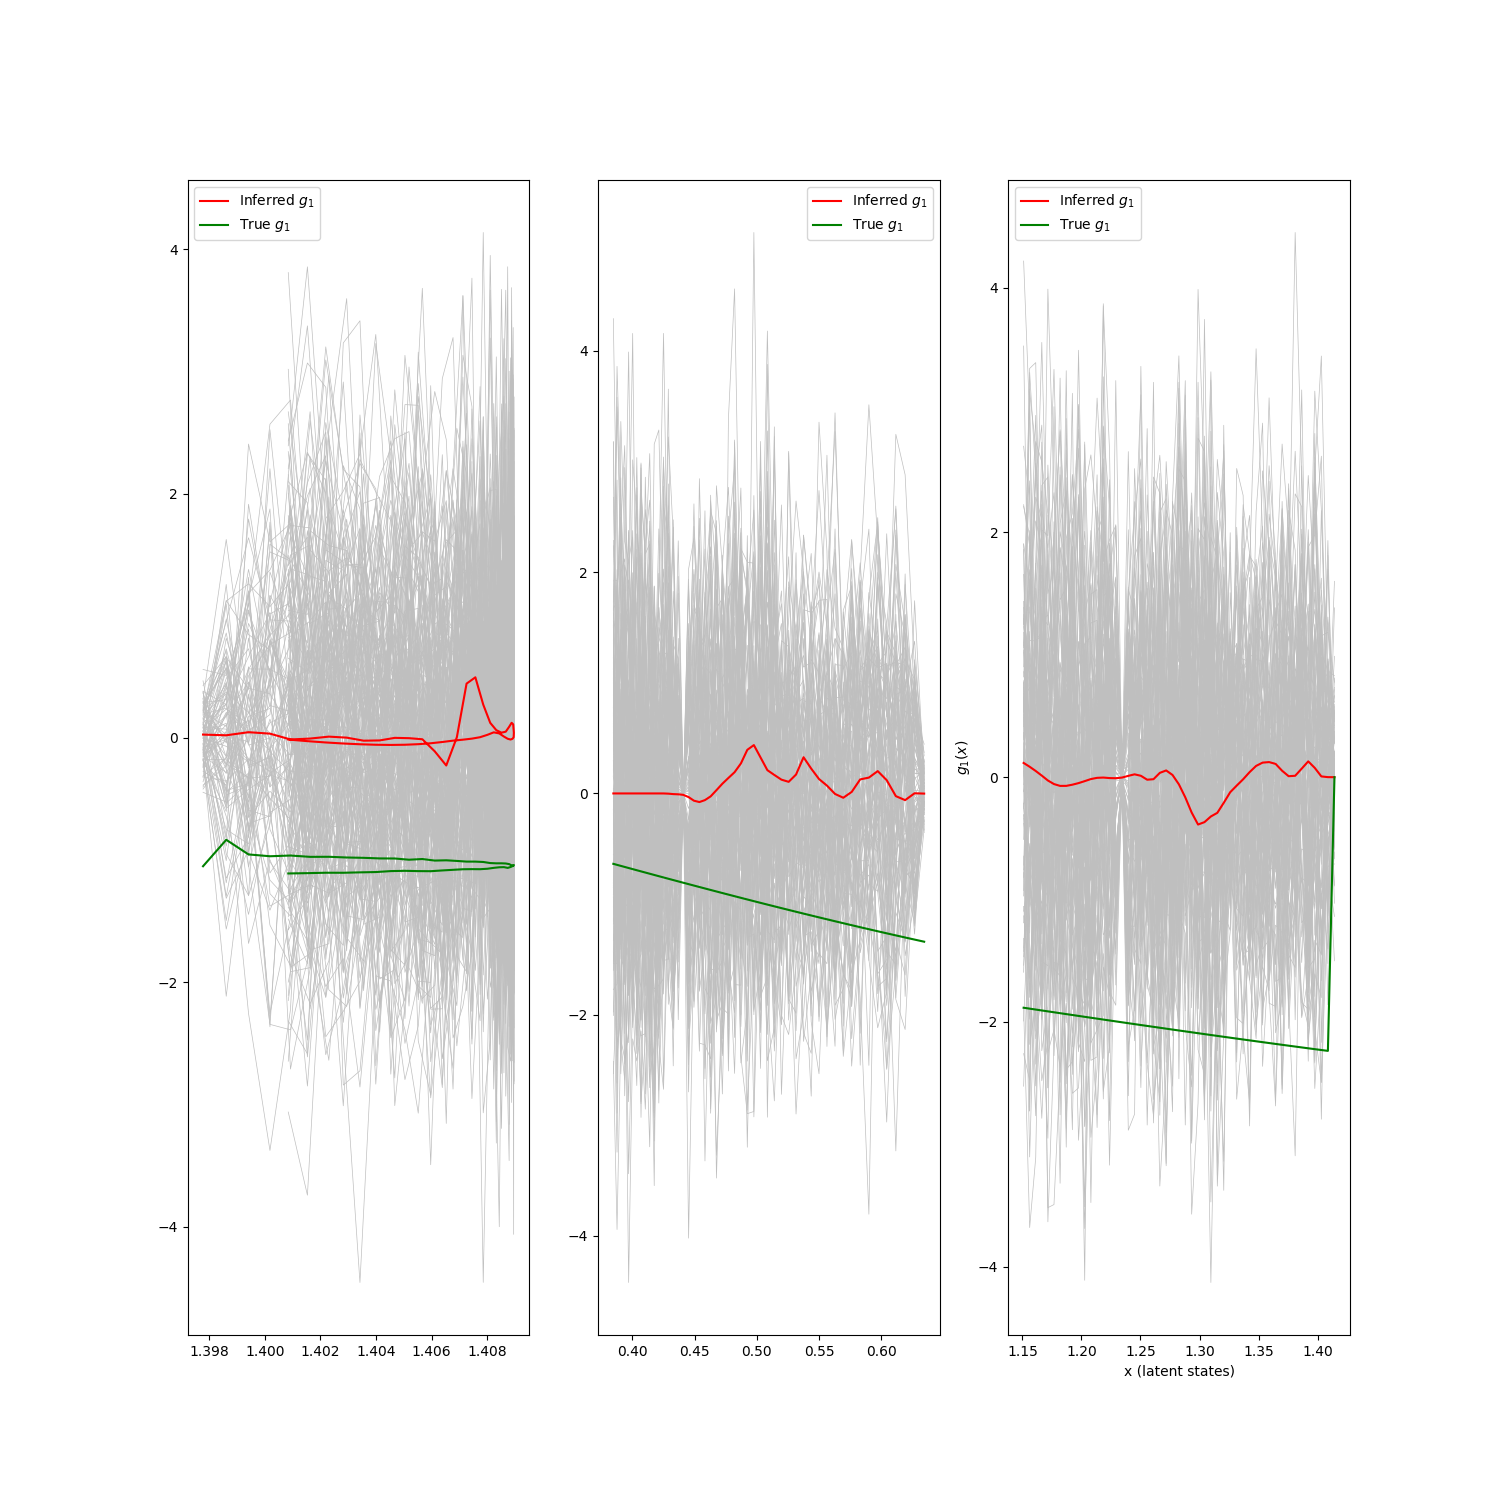 Inferred g₁
True g₁
4
2
0
−2
−4
1.398 1.400 1.402 1.404 1.406 1.408
Inferred g₁
True g₁
4
2
0
−2
−4
0.40 0.45 0.50 0.55 0.60
Inferred g₁
True g₁
g₁(x)
4
2
0
−2
−4
1.15 1.20 1.25 1.30 1.35 1.40
x (latent states)